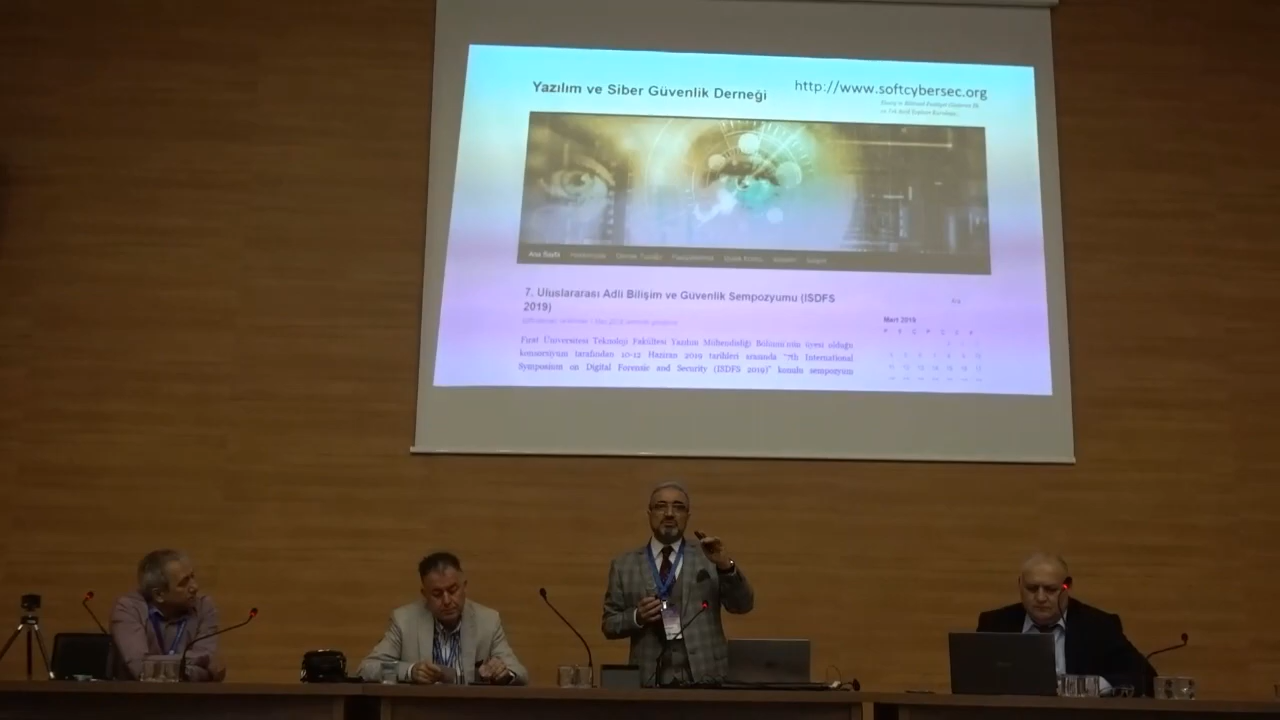 Yazılım ve Siber Güvenlik Derneği
http://www.softcybersec.org
Ana Sayfa
7. Uluslararası Adli Bilişim ve Güvenlik Sempozyumu (ISDFS
2019)
Fırat Üniversitesi Teknoloji Fakültesi Yazılım Mühendisliği Bölümü'nün üyesi olduğu
konsorsiyum tarafından 10-12 Haziran 2019 tarihleri arasında "7th International
Symposium on Digital Forensic and Security (ISDFS 2019)" konulu sempozyum
Ara
Mart 2019